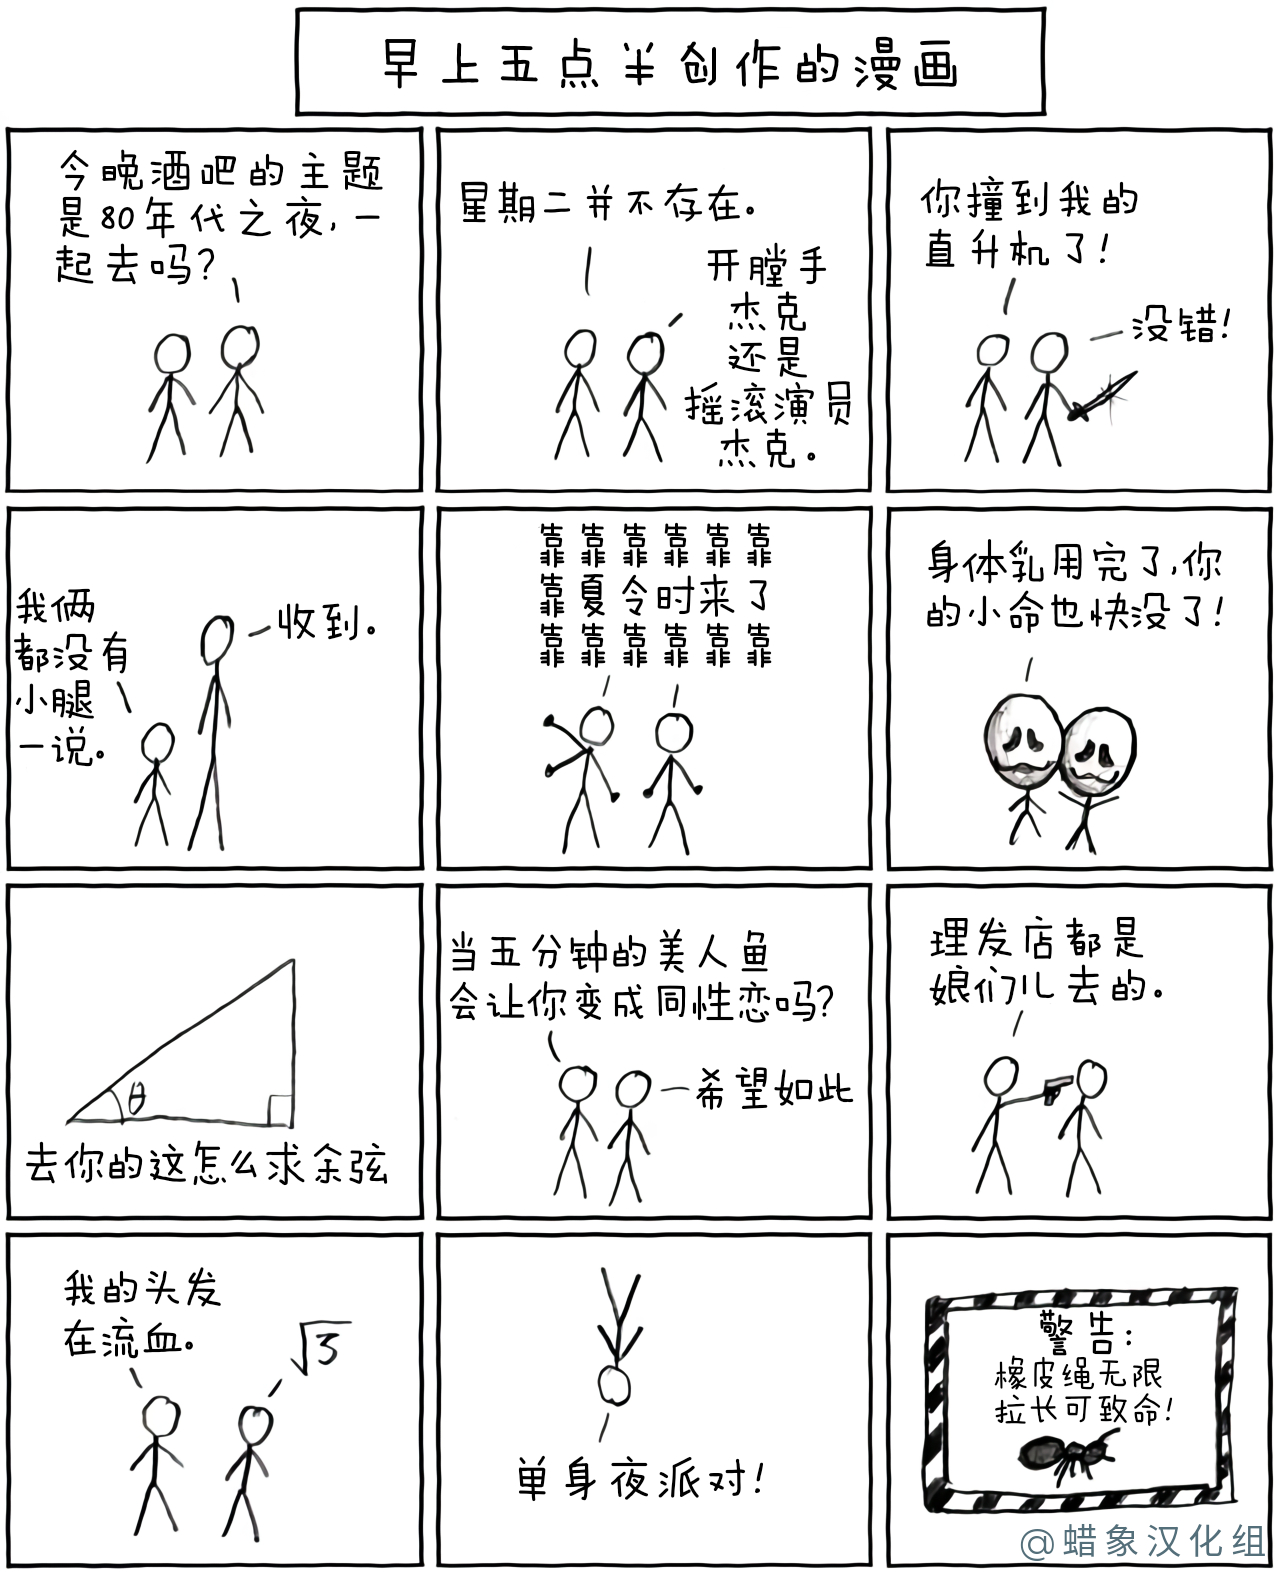 早上五点半创作的漫画
今晚酒吧的主题
是80年代之夜,一
起去吗?
星期二并不存在。
开膛手
杰克
还是
摇滚演员
杰克。
你撞到我的
直升机了!
没错!
我俩
都没有
小腿
一说。
收到。
靠靠靠靠靠靠
靠夏令时来了
靠靠靠靠靠靠
身体乳用完了,你
的小命也快没了!
θ
去你的这怎么求余弦
当五分钟的美人鱼
会让你变成同性恋吗?
希望如此
理发店都是
娘们儿去的。
我的头发
在流血。
√3
单身夜派对!
警告:
橡皮绳无限
拉长可致命!
@蜡象汉化组